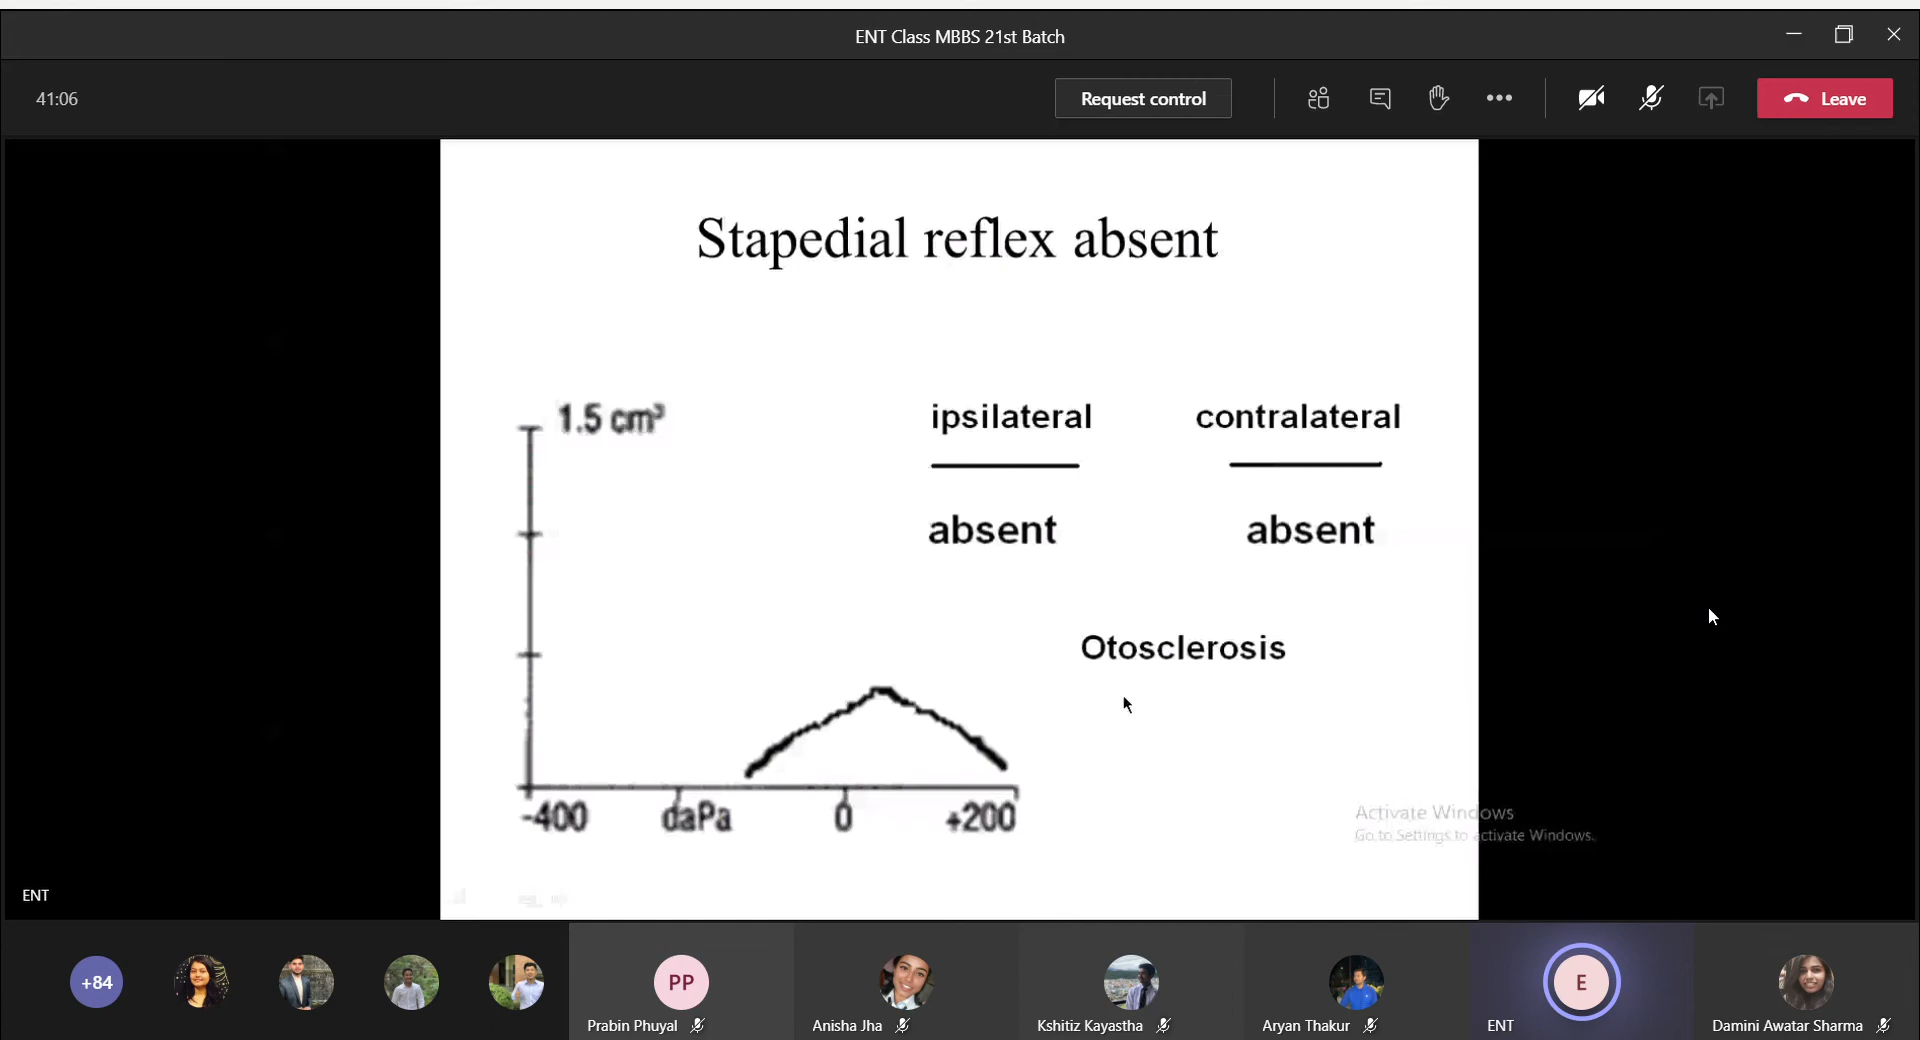 ENT Class MBBS 21st Batch
41:06
Request control
Leave
Stapedial reflex absent
1.5 cm³
ipsilateral contralateral
absent absent
Otosclerosis
-400 daPa 0 +200
Activate Windows
Go to Settings to activate Windows.
ENT
+84
PP
E
Prabin Phuyal
Anisha Jha
Kshitiz Kayastha
Aryan Thakur
ENT
Damini Awatar Sharma